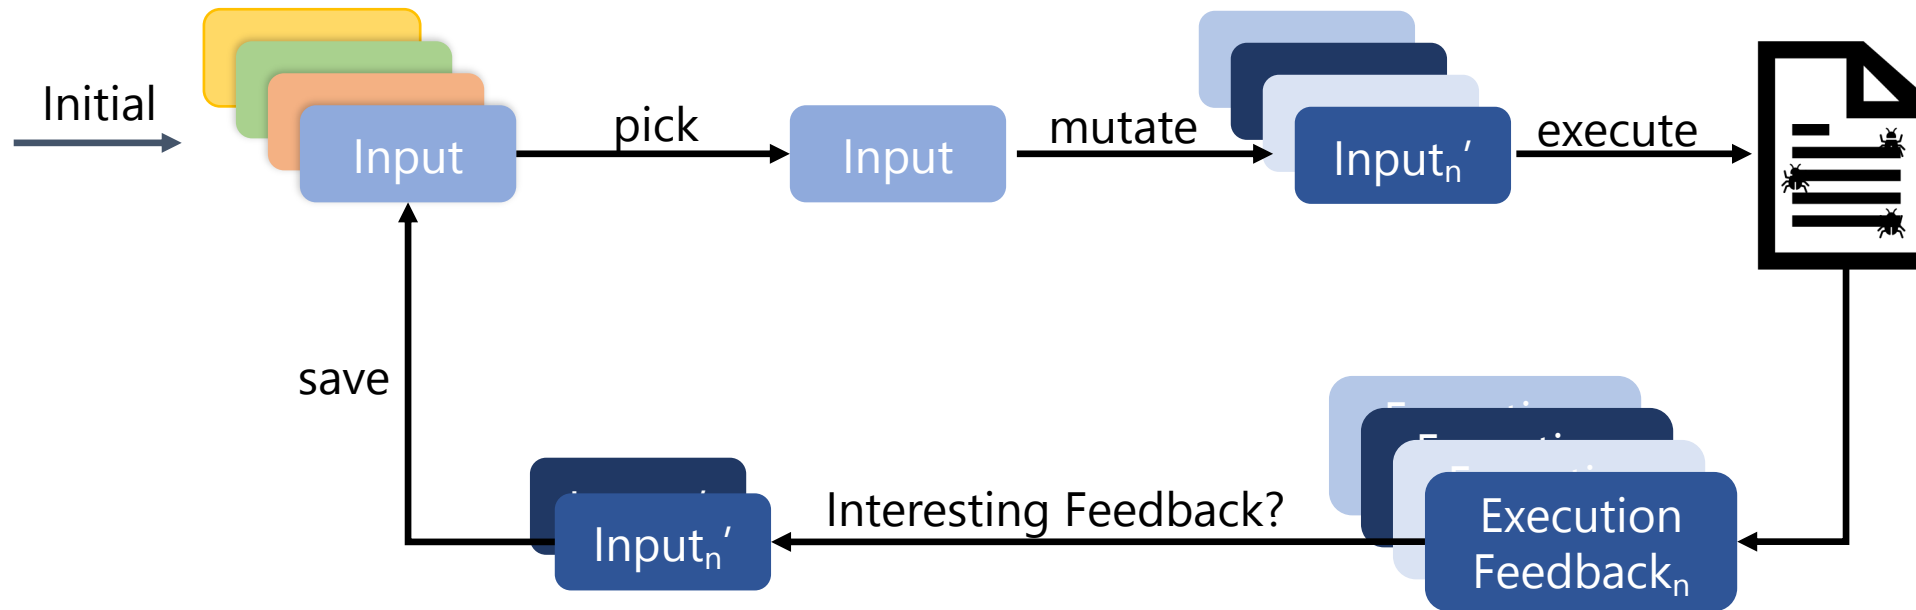 Initial
Input
pick
Input
mutate
Inputₙ′
execute
save
Inputₙ′
Interesting Feedback?
Execution
Feedbackₙ